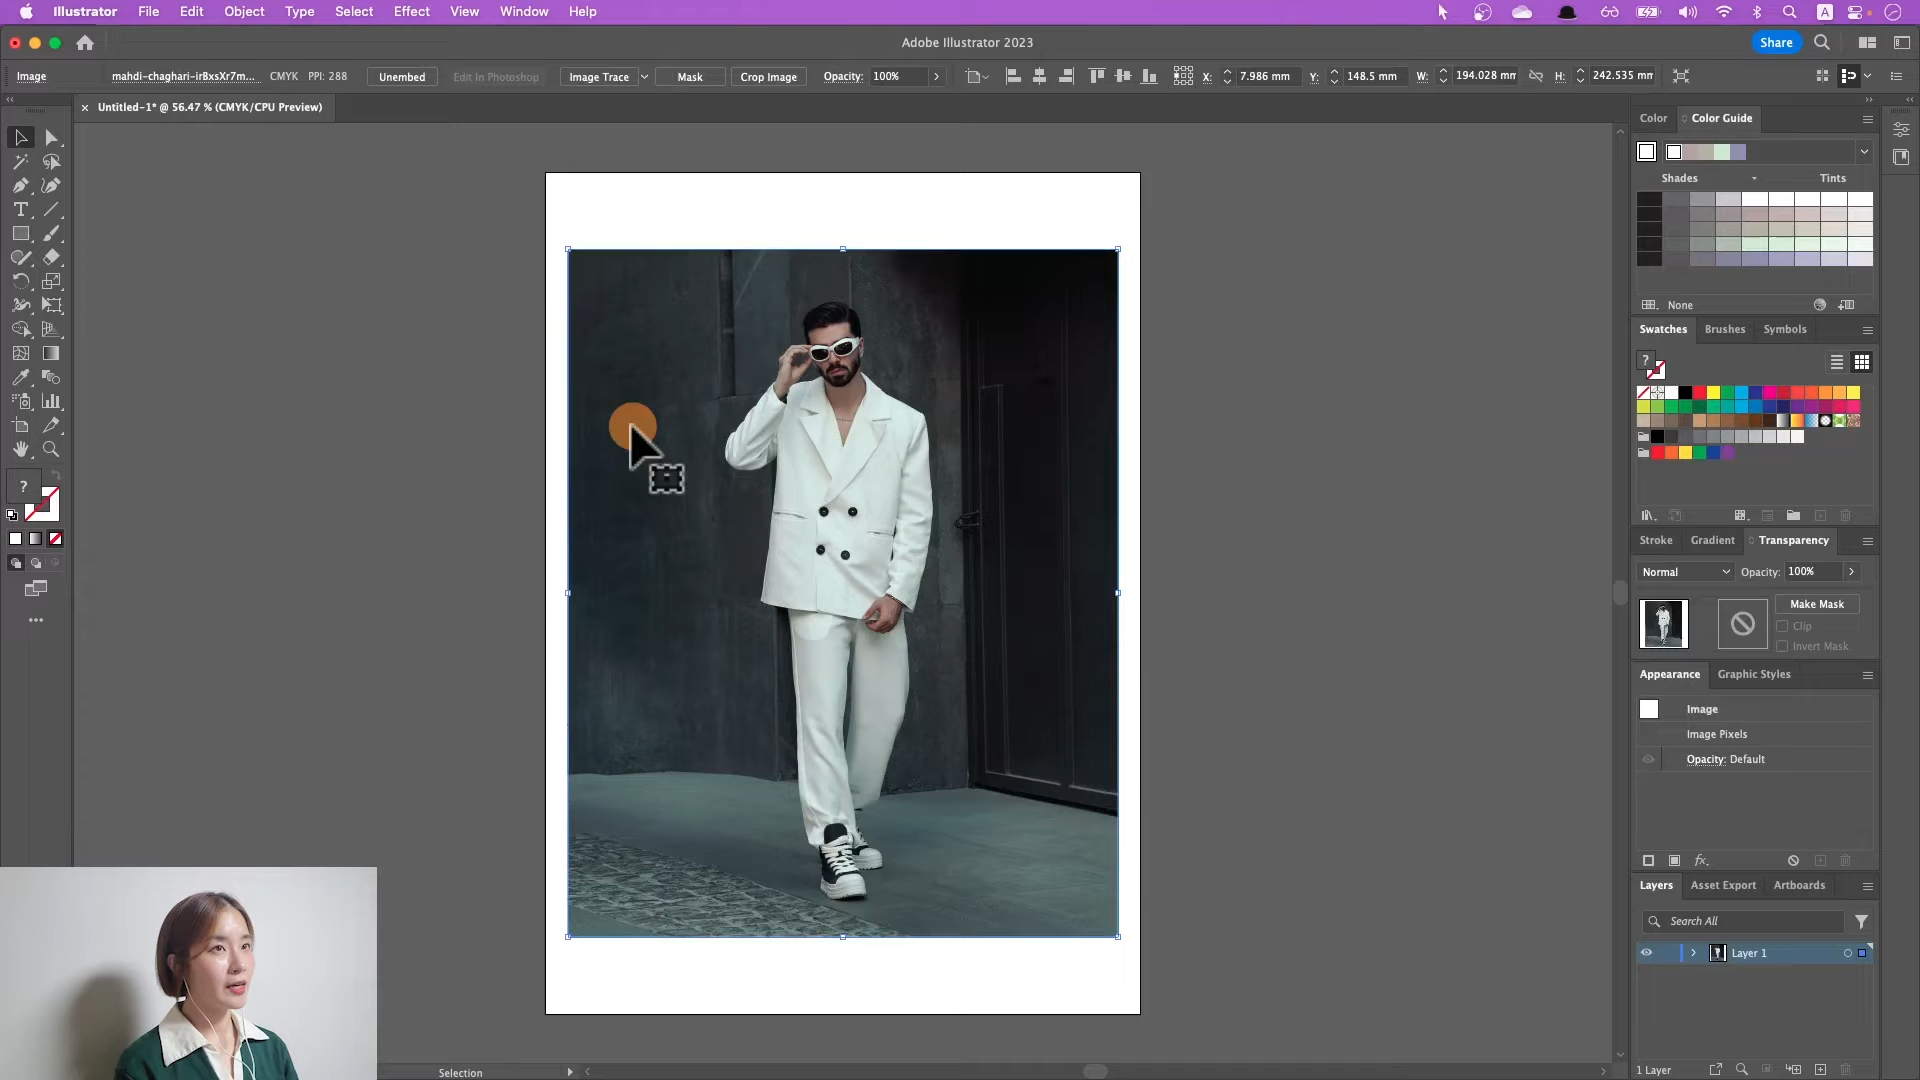 Illustrator File Edit Object Type Select Effect View Window Help A
Adobe Illustrator 2023 Share
Image mahdi-chaghari-irBxsXr7m... CMYK PPI: 288 Unembed Edit In Photoshop Image Trace Mask Crop Image Opacity: 100% X: 7.986 mm Y: 148.5 mm W: 194.028 mm H: 242.535 mm
× Untitled-1* @ 56.47 % (CMYK/CPU Preview)
Color Color Guide
Shades Tints
None
Swatches Brushes Symbols
?
Stroke Gradient Transparency
Normal Opacity: 100%
Make Mask
Clip
Invert Mask
Appearance Graphic Styles
Image
Image Pixels
Opacity: Default
fx
Layers Asset Export Artboards
Search All
Layer 1
1 Layer
?
Selection